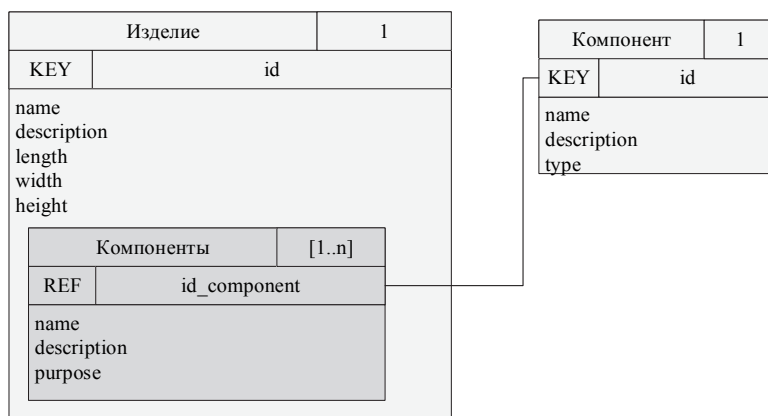 Изделие 1
KEY id
name
description
length
width
height
Компоненты [1..n]
REF id_component
name
description
purpose
Компонент 1
KEY id
name
description
type